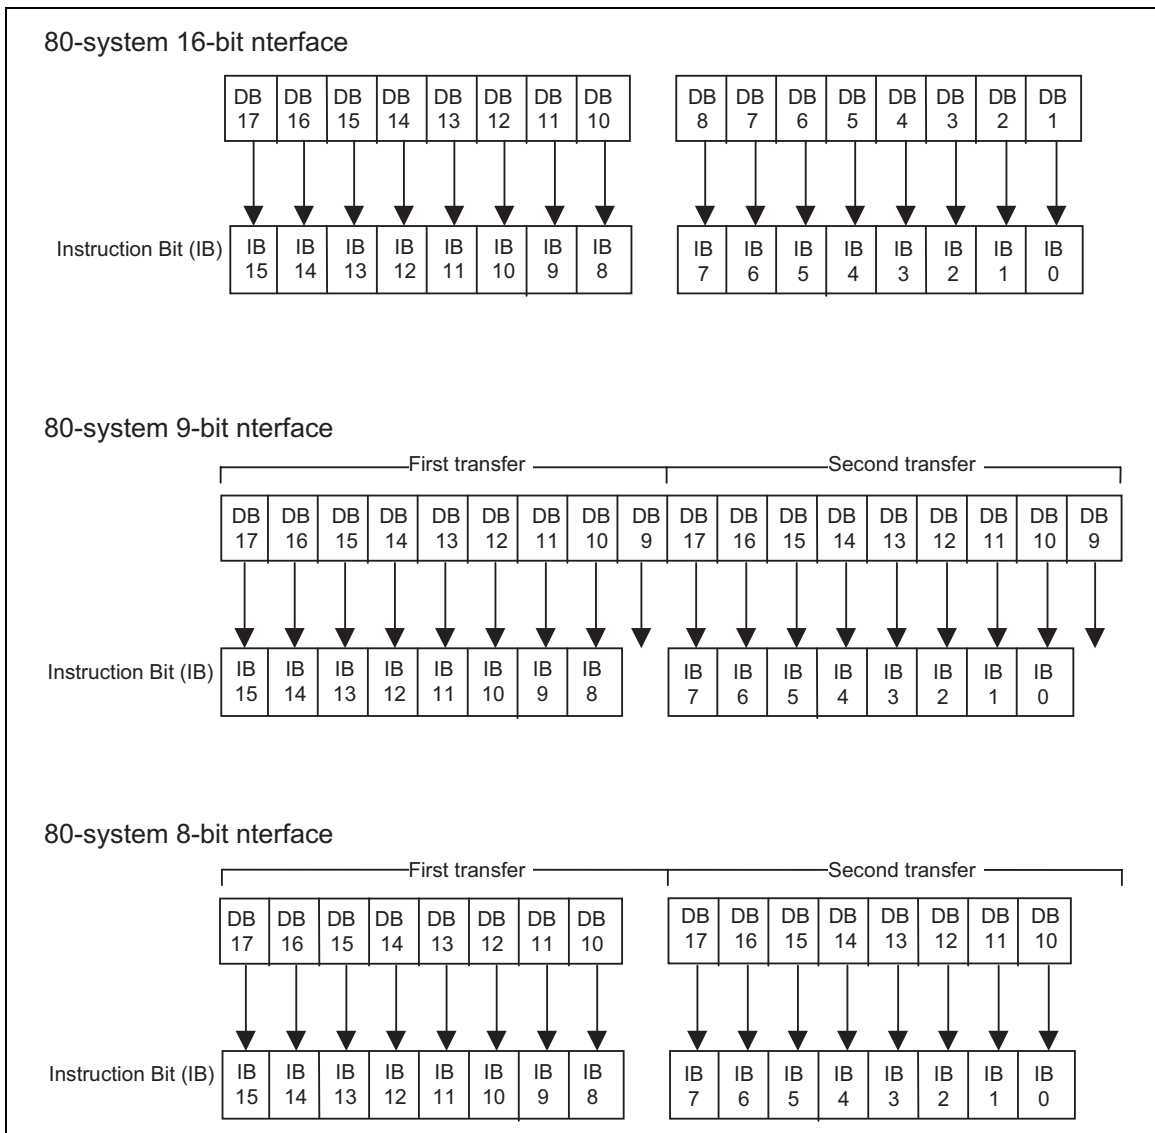 80-system 16-bit nterface
DB 17 DB 16 DB 15 DB 14 DB 13 DB 12 DB 11 DB 10 DB 8 DB 7 DB 6 DB 5 DB 4 DB 3 DB 2 DB 1
Instruction Bit (IB) IB 15 IB 14 IB 13 IB 12 IB 11 IB 10 IB 9 IB 8 IB 7 IB 6 IB 5 IB 4 IB 3 IB 2 IB 1 IB 0
80-system 9-bit nterface
First transfer Second transfer
DB 17 DB 16 DB 15 DB 14 DB 13 DB 12 DB 11 DB 10 DB 9 DB 17 DB 16 DB 15 DB 14 DB 13 DB 12 DB 11 DB 10 DB 9
Instruction Bit (IB) IB 15 IB 14 IB 13 IB 12 IB 11 IB 10 IB 9 IB 8 IB 7 IB 6 IB 5 IB 4 IB 3 IB 2 IB 1 IB 0
80-system 8-bit nterface
First transfer Second transfer
DB 17 DB 16 DB 15 DB 14 DB 13 DB 12 DB 11 DB 10 DB 17 DB 16 DB 15 DB 14 DB 13 DB 12 DB 11 DB 10
Instruction Bit (IB) IB 15 IB 14 IB 13 IB 12 IB 11 IB 10 IB 9 IB 8 IB 7 IB 6 IB 5 IB 4 IB 3 IB 2 IB 1 IB 0